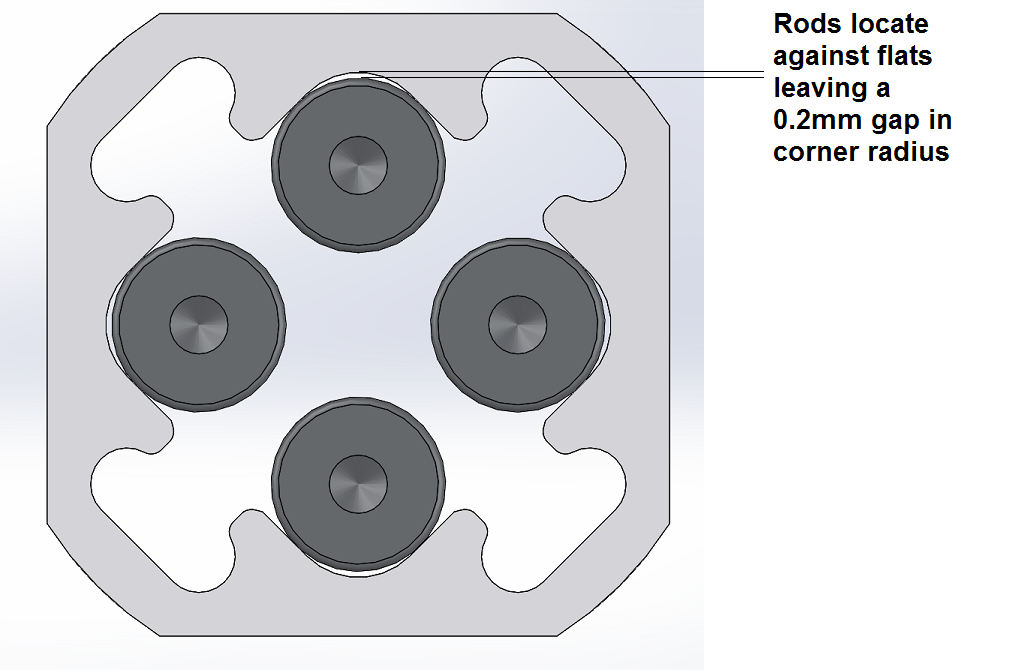 Rods locate
against flats
leaving a
0.2mm gap in
corner radius